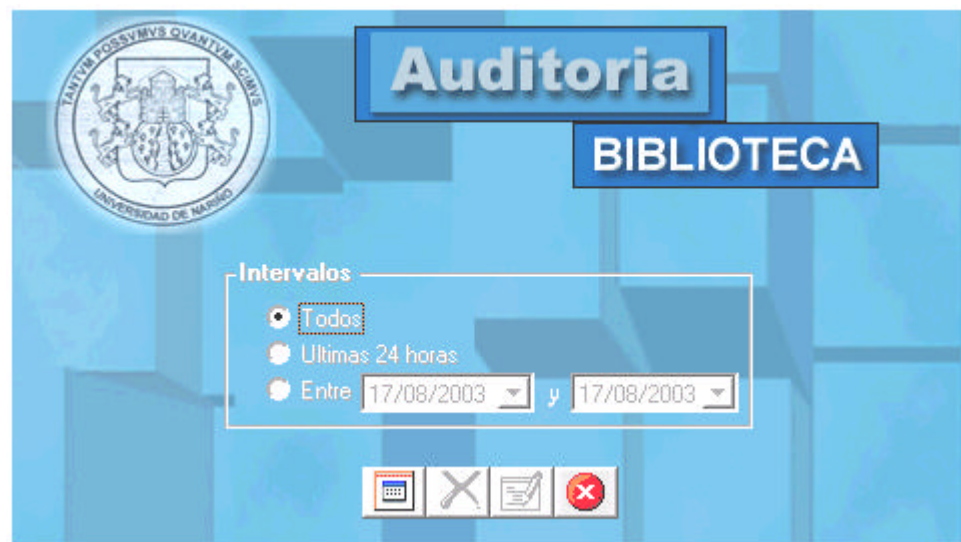 TANTVM POSSVMVS QVANTVM SCIMVS
UNIVERSIDAD DE NARIÑO
Auditoria
BIBLIOTECA
Intervalos
Todos
Ultimas 24 horas
Entre 17/08/2003 y 17/08/2003